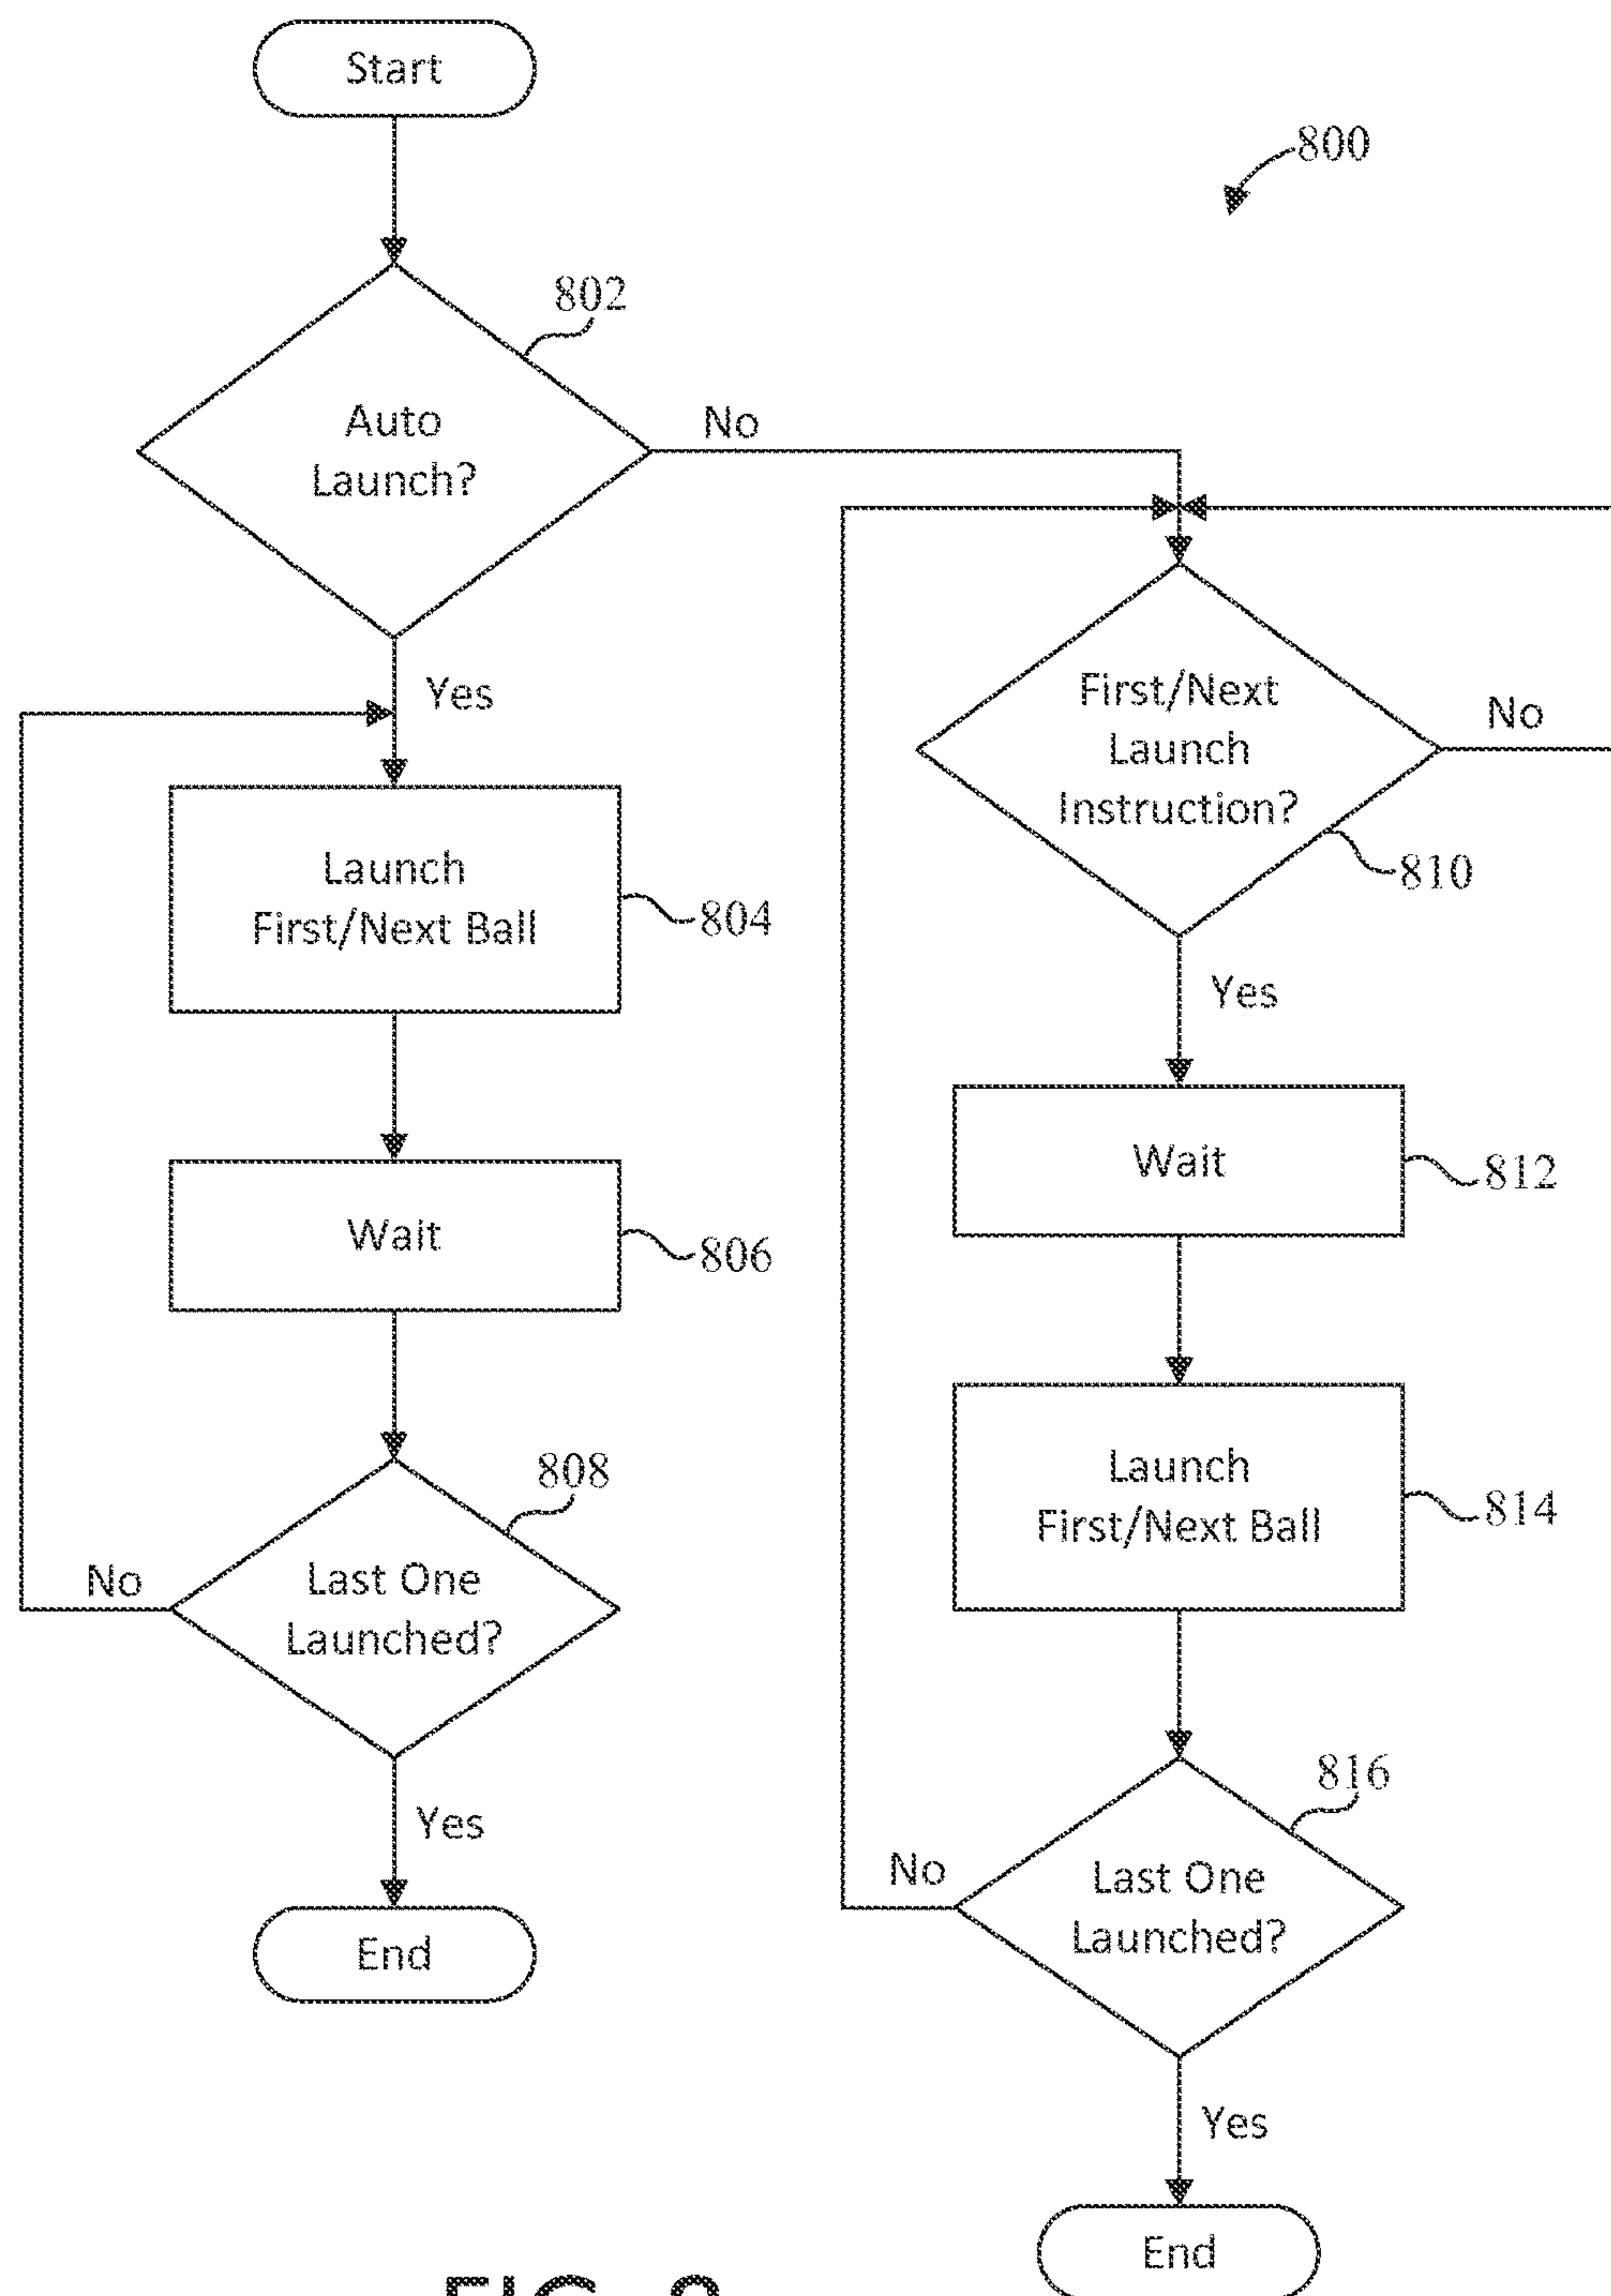 Start
800
802
Auto
Launch?
No
Yes
First/Next
Launch
Instruction?
No
810
Launch
First/Next Ball
804
Yes
Wait
812
Wait
806
Launch
First/Next Ball
814
808
Last One
Launched?
No
Yes
816
Last One
Launched?
No
End
Yes
End
FIG. 8